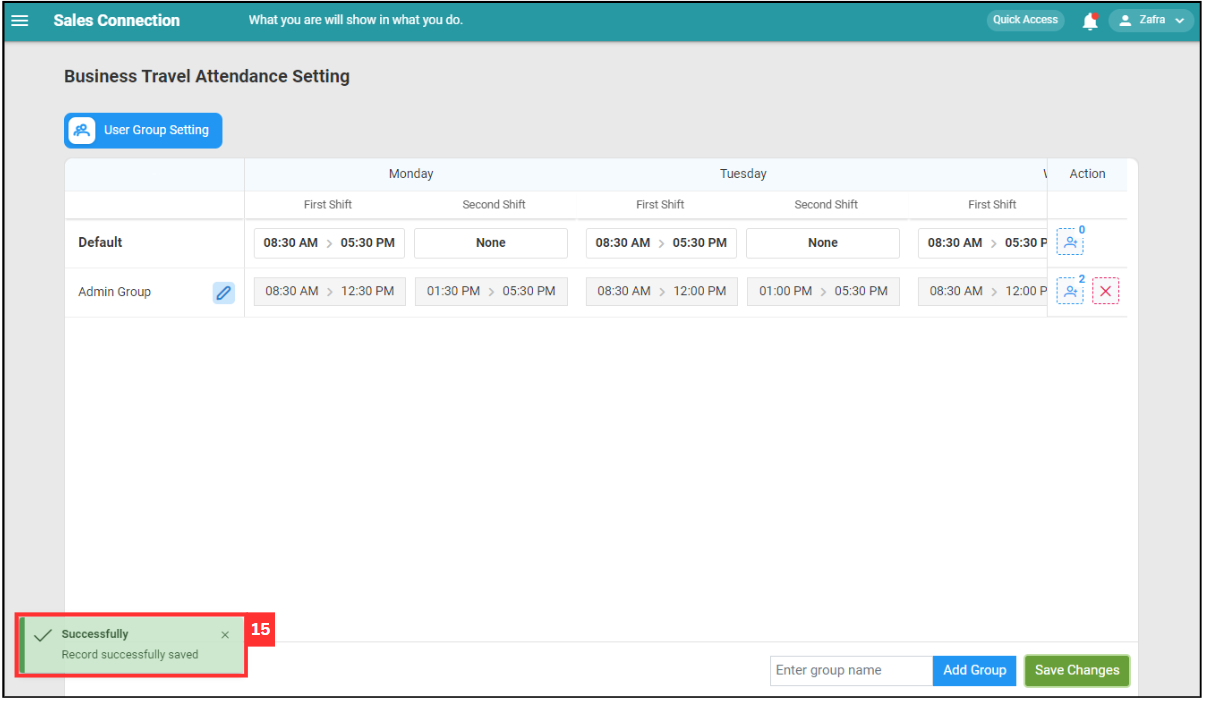 Sales Connection What you are will show in what you do. Quick Access Zafra
Business Travel Attendance Setting
User Group Setting
Monday Tuesday Action
First Shift Second Shift First Shift Second Shift First Shift
Default 08:30 AM > 05:30 PM None 08:30 AM > 05:30 PM None 08:30 AM > 05:30 P 0
Admin Group 08:30 AM > 12:30 PM 01:30 PM > 05:30 PM 08:30 AM > 12:00 PM 01:00 PM > 05:30 PM 08:30 AM > 12:00 P 2
Successfully × 15
Record successfully saved
Enter group name Add Group Save Changes